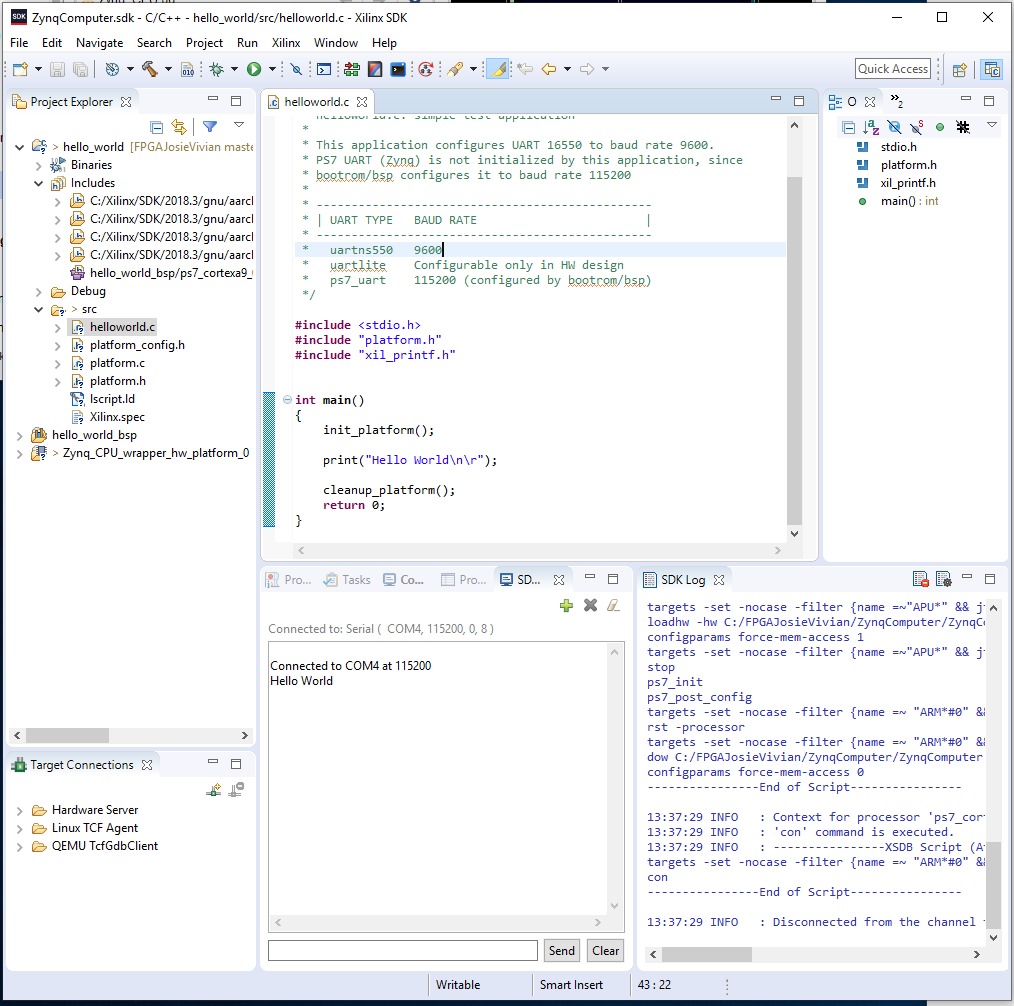 ZynqComputer.sdk - C/C++ - hello_world/src/helloworld.c - Xilinx SDK
File Edit Navigate Search Project Run Xilinx Window Help
Quick Access
Project Explorer
hello_world [FPGAJosieVivian maste
Binaries
Includes
C:/Xilinx/SDK/2018.3/gnu/aarcl
C:/Xilinx/SDK/2018.3/gnu/aarcl
C:/Xilinx/SDK/2018.3/gnu/aarcl
C:/Xilinx/SDK/2018.3/gnu/aarcl
hello_world_bsp/ps7_cortexa9_
Debug
> src
helloworld.c
platform_config.h
platform.c
platform.h
lscript.ld
Xilinx.spec
hello_world_bsp
> Zynq_CPU_wrapper_hw_platform_0
Target Connections
Hardware Server
Linux TCF Agent
QEMU TcfGdbClient
helloworld.c
* helloworld.c: simple test application
*
* This application configures UART 16550 to baud rate 9600.
* PS7 UART (Zynq) is not initialized by this application, since
* bootrom/bsp configures it to baud rate 115200
*
* ------------------------------------------------
* | UART TYPE   BAUD RATE                        |
* ------------------------------------------------
*   uartns550   9600
*   uartlite    Configurable only in HW design
*   ps7_uart    115200 (configured by bootrom/bsp)
*/
#include <stdio.h>
#include "platform.h"
#include "xil_printf.h"
int main()
{
init_platform();
print("Hello World\n\r");
cleanup_platform();
return 0;
}
O
2
stdio.h
platform.h
xil_printf.h
main() : int
Pro... Tasks Co... Pro... SD...
Connected to: Serial ( COM4, 115200, 0, 8 )
Connected to COM4 at 115200
Hello World
Send Clear
SDK Log
targets -set -nocase -filter {name =~"APU*" && j
loadhw -hw C:/FPGAJosieVivian/ZynqComputer/ZynqC
configparams force-mem-access 1
targets -set -nocase -filter {name =~"APU*" && j
stop
ps7_init
ps7_post_config
targets -set -nocase -filter {name =~ "ARM*#0" &&
rst -processor
targets -set -nocase -filter {name =~ "ARM*#0" &&
dow C:/FPGAJosieVivian/ZynqComputer/ZynqComputer
configparams force-mem-access 0
----------------End of Script----------------
13:37:29 INFO   : Context for processor 'ps7_cor
13:37:29 INFO   : 'con' command is executed.
13:37:29 INFO   : ----------------XSDB Script (A
targets -set -nocase -filter {name =~ "ARM*#0" &&
con
----------------End of Script----------------
13:37:29 INFO   : Disconnected from the channel
Writable Smart Insert 43 : 22